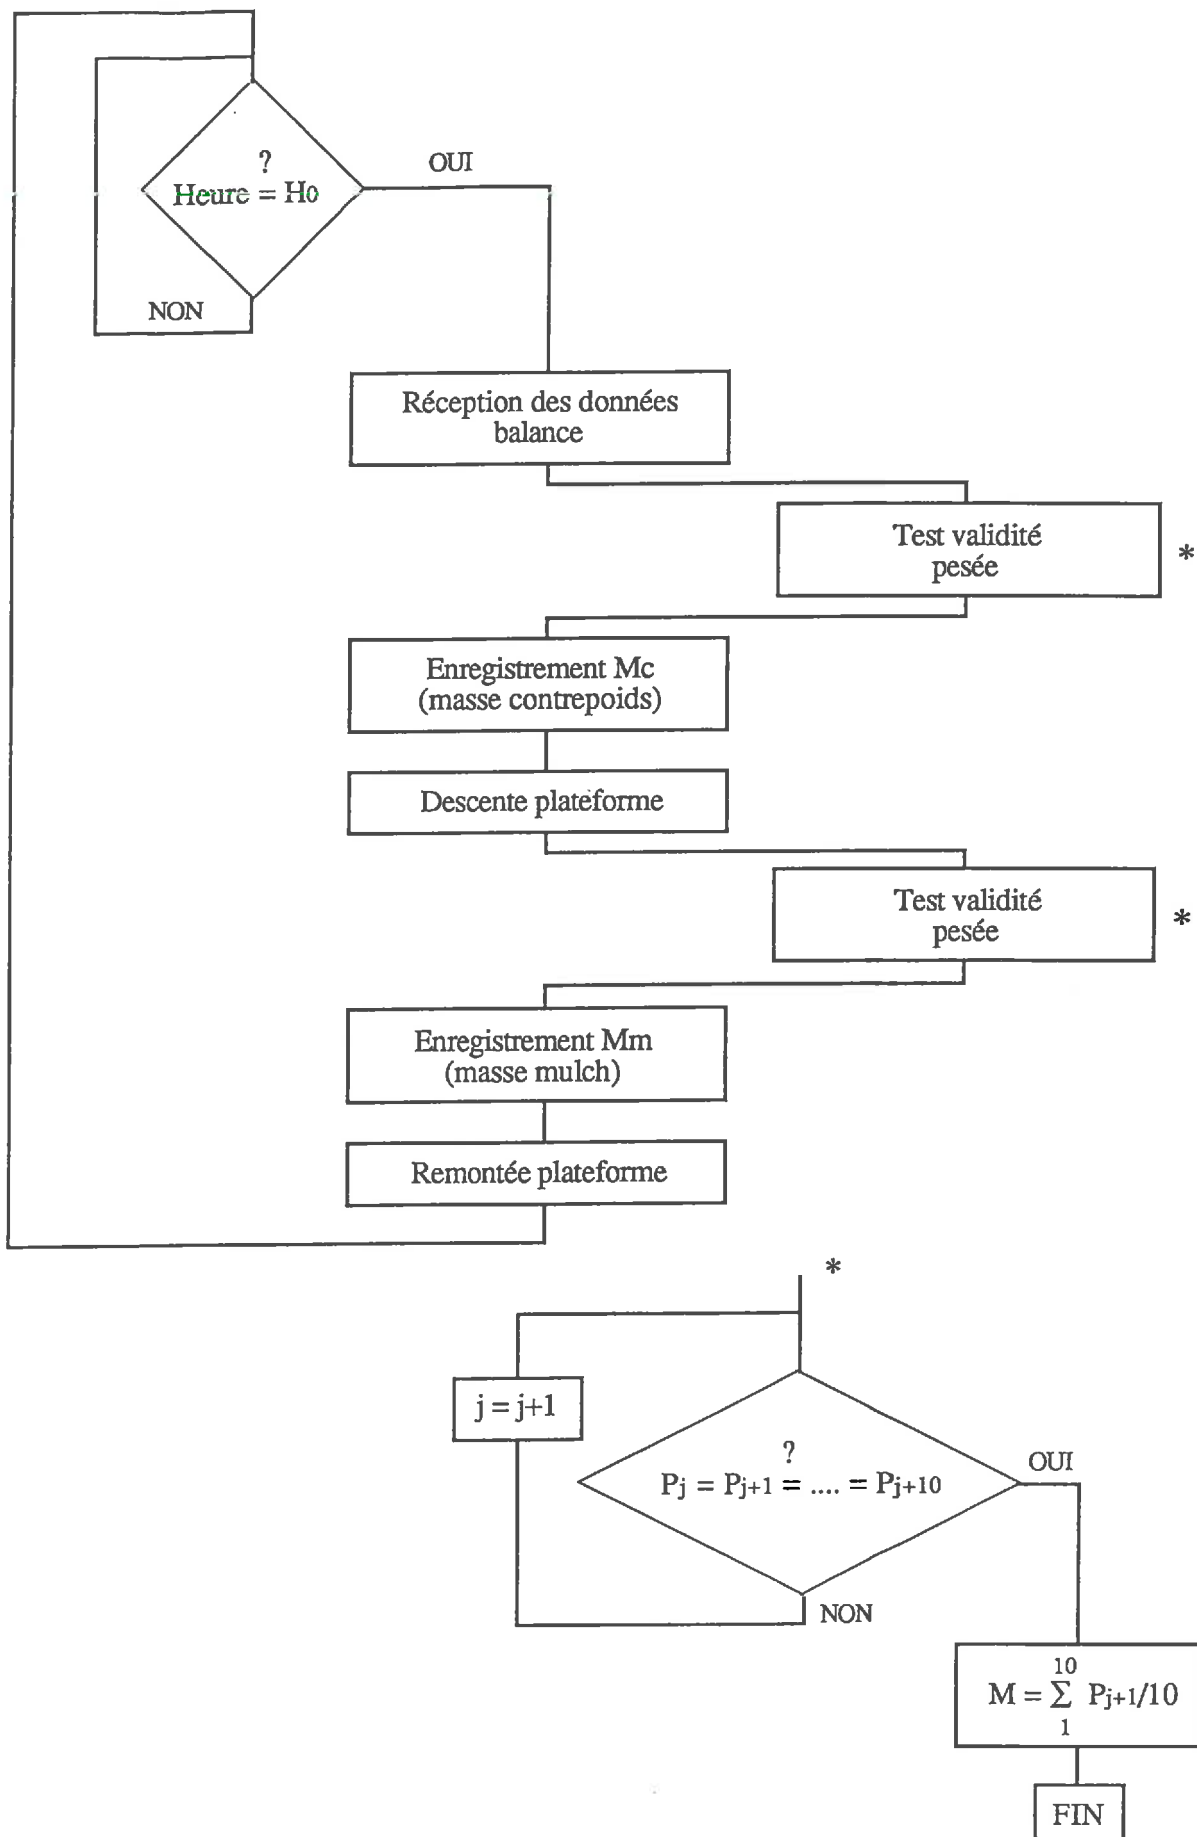 ?
Heure = Ho
OUI
NON
Réception des données
balance
Test validité
pesée
*
Enregistrement Mc
(masse contrepoids)
Descente plateforme
Test validité
pesée
*
Enregistrement Mm
(masse mulch)
Remontée plateforme
*
j = j+1
?
Pj = Pj+1 = .... = Pj+10
OUI
NON
10
M = Σ Pj+1/10
1
FIN